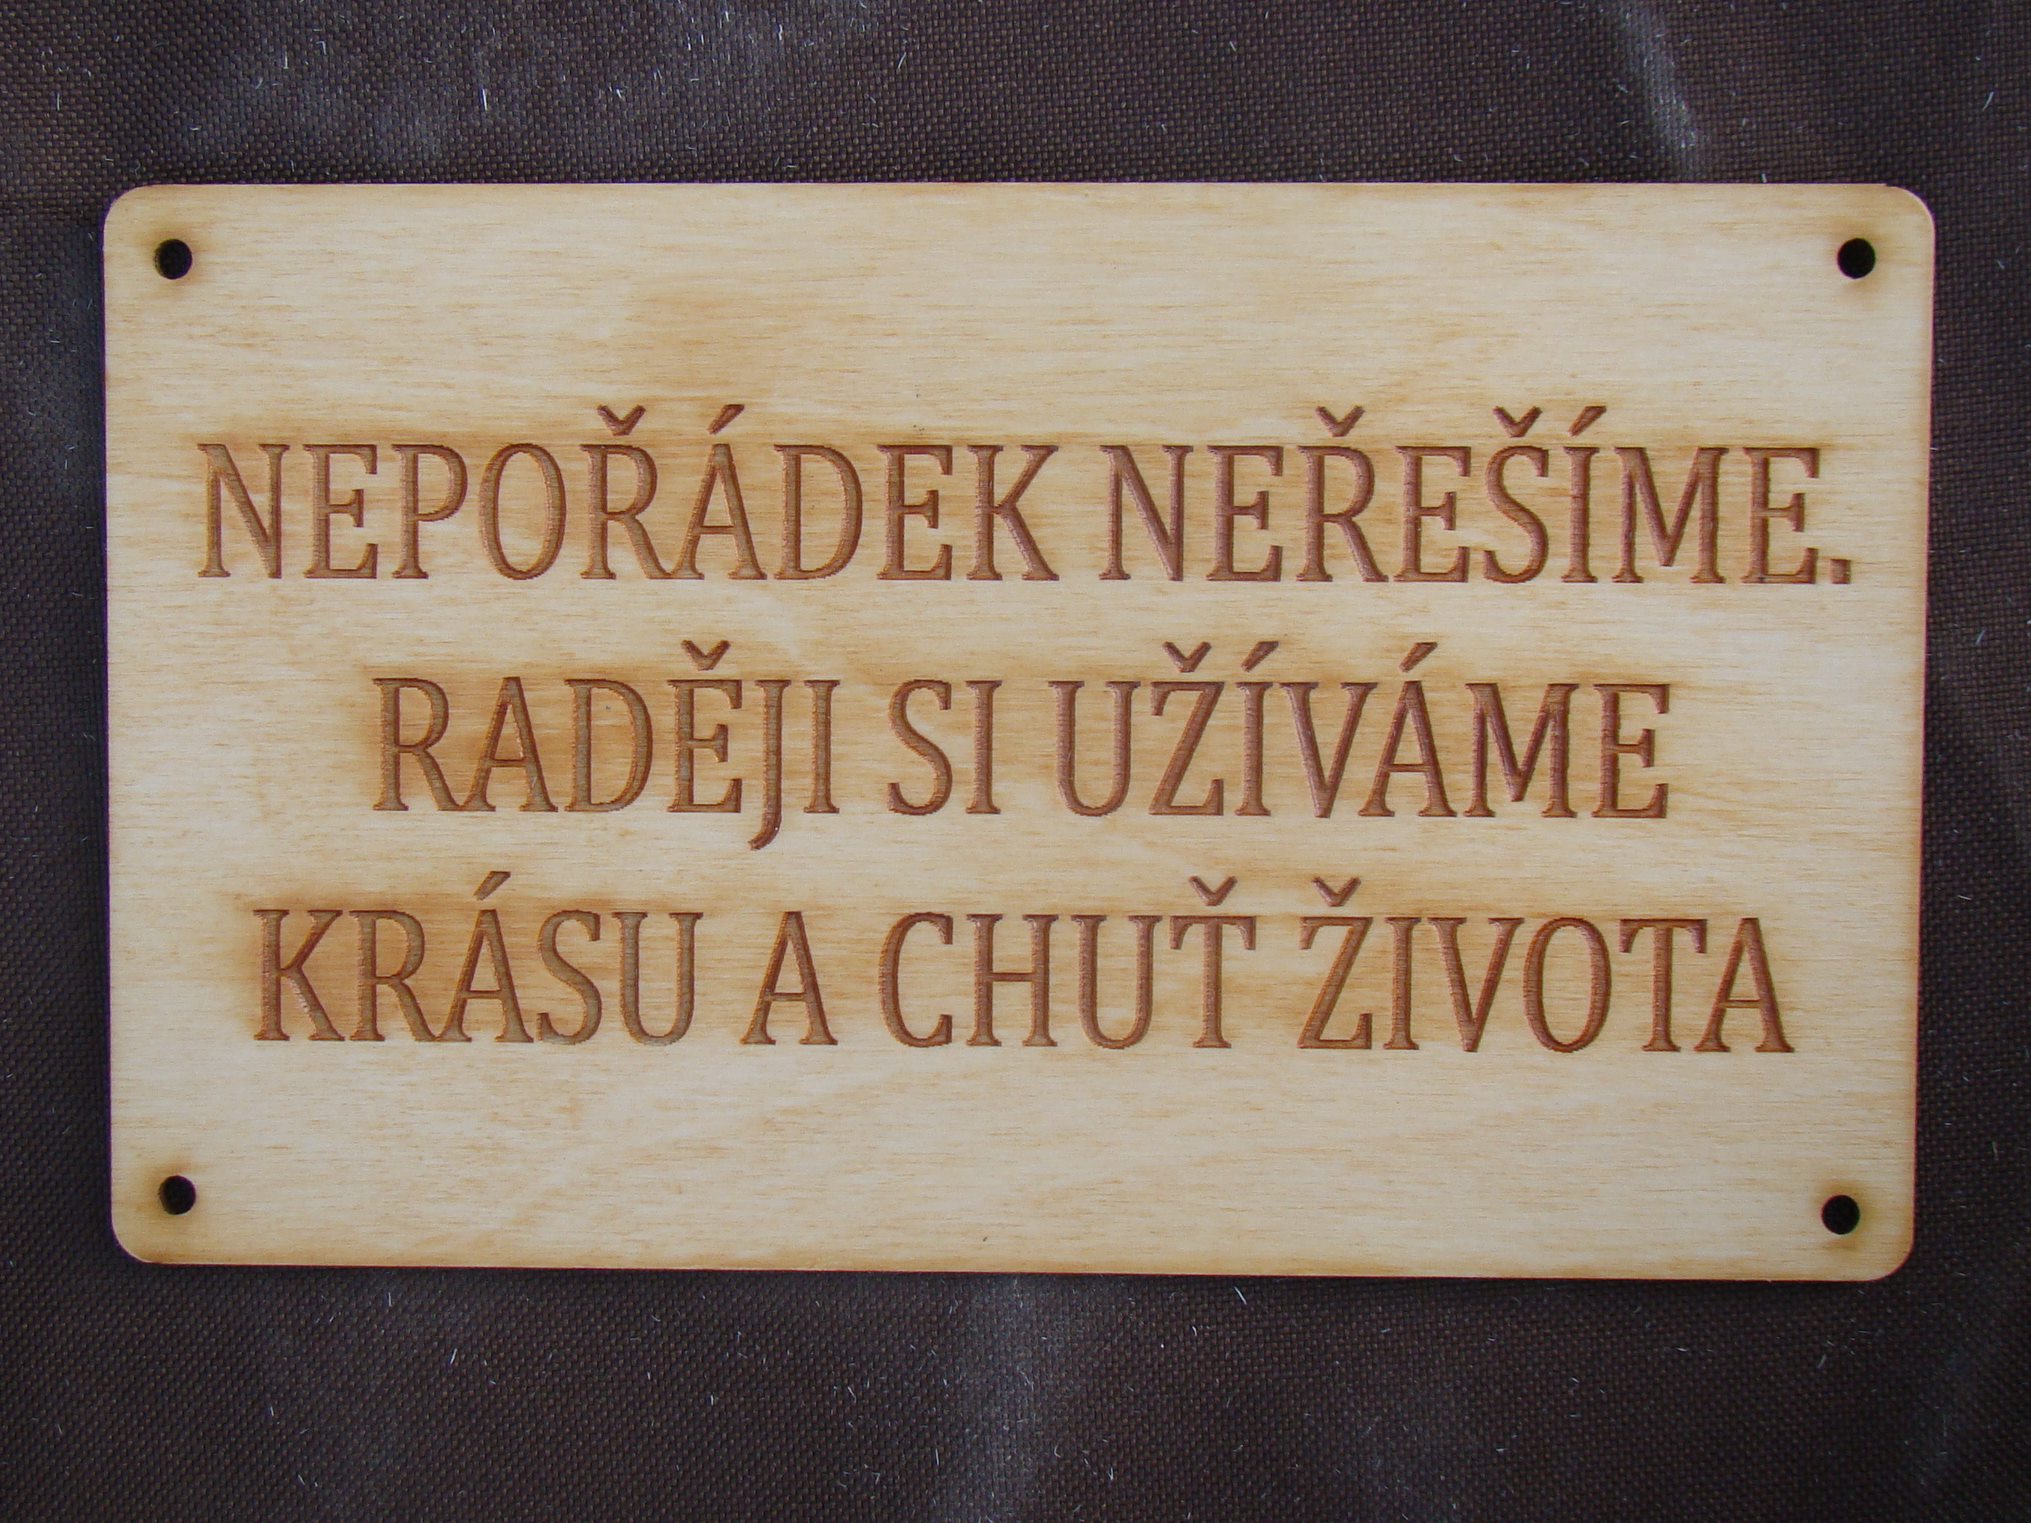 NEPOŘÁDEK NEŘEŠÍME.
RADĚJI SI UŽÍVÁME
KRÁSU A CHUŤ ŽIVOTA